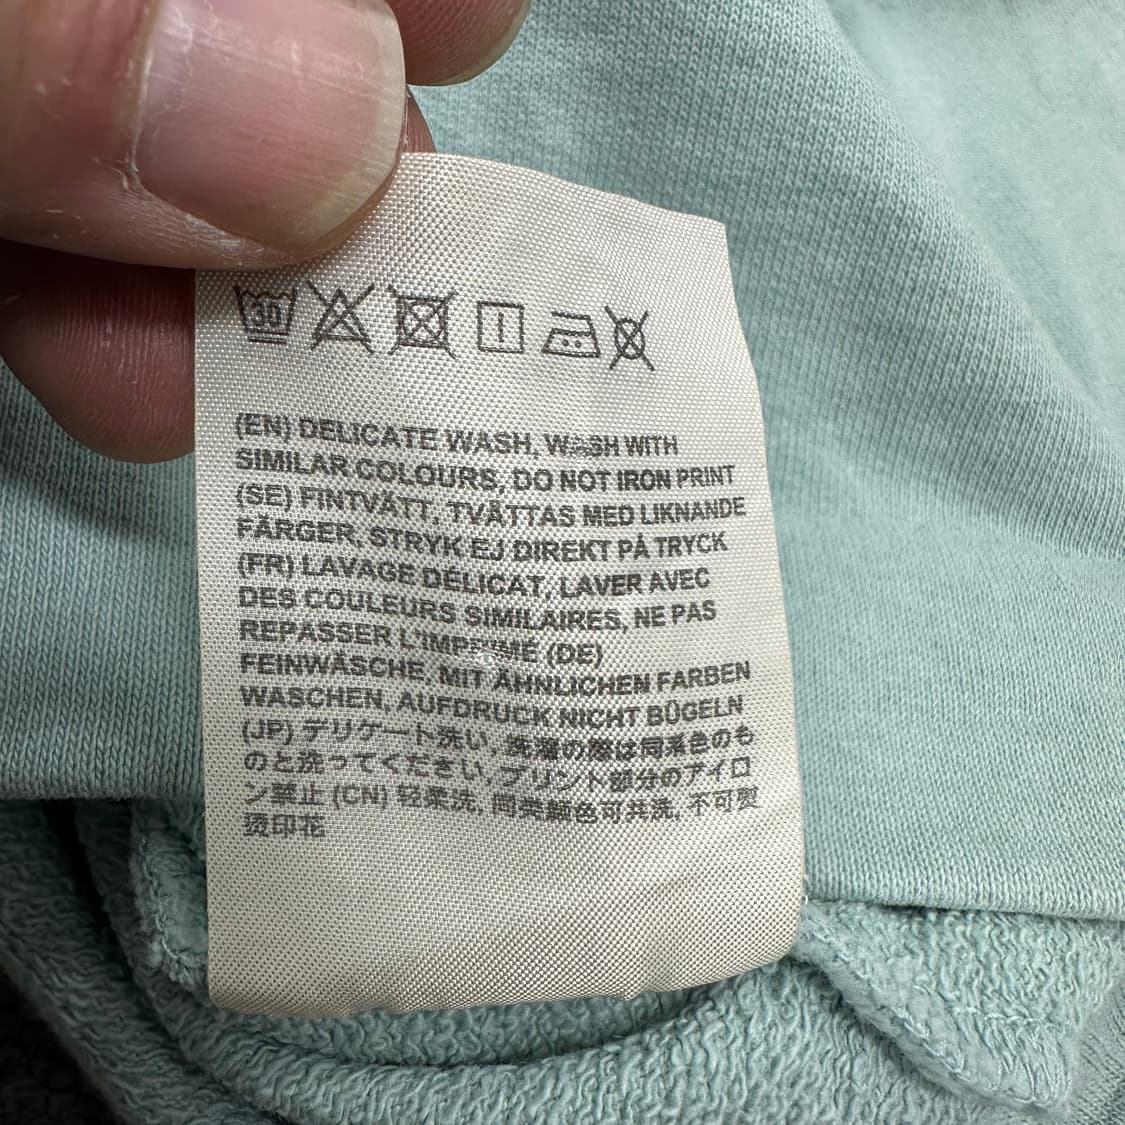 30
(EN) DELICATE WASH, WASH WITH
SIMILAR COLOURS, DO NOT IRON PRINT
(SE) FINTVÄTT, TVÄTTAS MED LIKNANDE
FÄRGER, STRYK EJ DIREKT PÅ TRYCK
(FR) LAVAGE DÉLICAT, LAVER AVEC
DES COULEURS SIMILAIRES, NE PAS
REPASSER L'IMPRIMÉ (DE)
FEINWÄSCHE, MIT ÄHNLICHEN FARBEN
WASCHEN, AUFDRUCK NICHT BÜGELN
(JP) デリケート洗い, 洗濯の際は同系色のも
のと洗ってください, プリント部分のアイロ
ン禁止 (CN) 轻柔洗, 同类颜色可共洗, 不可熨
烫印花